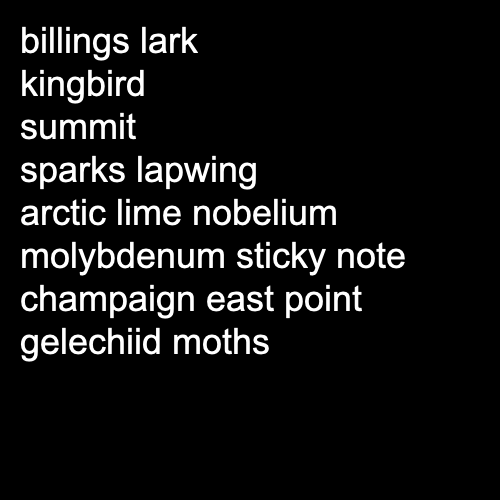 billings lark
kingbird
summit
sparks lapwing
arctic lime nobelium
molybdenum sticky note
champaign east point
gelechiid moths